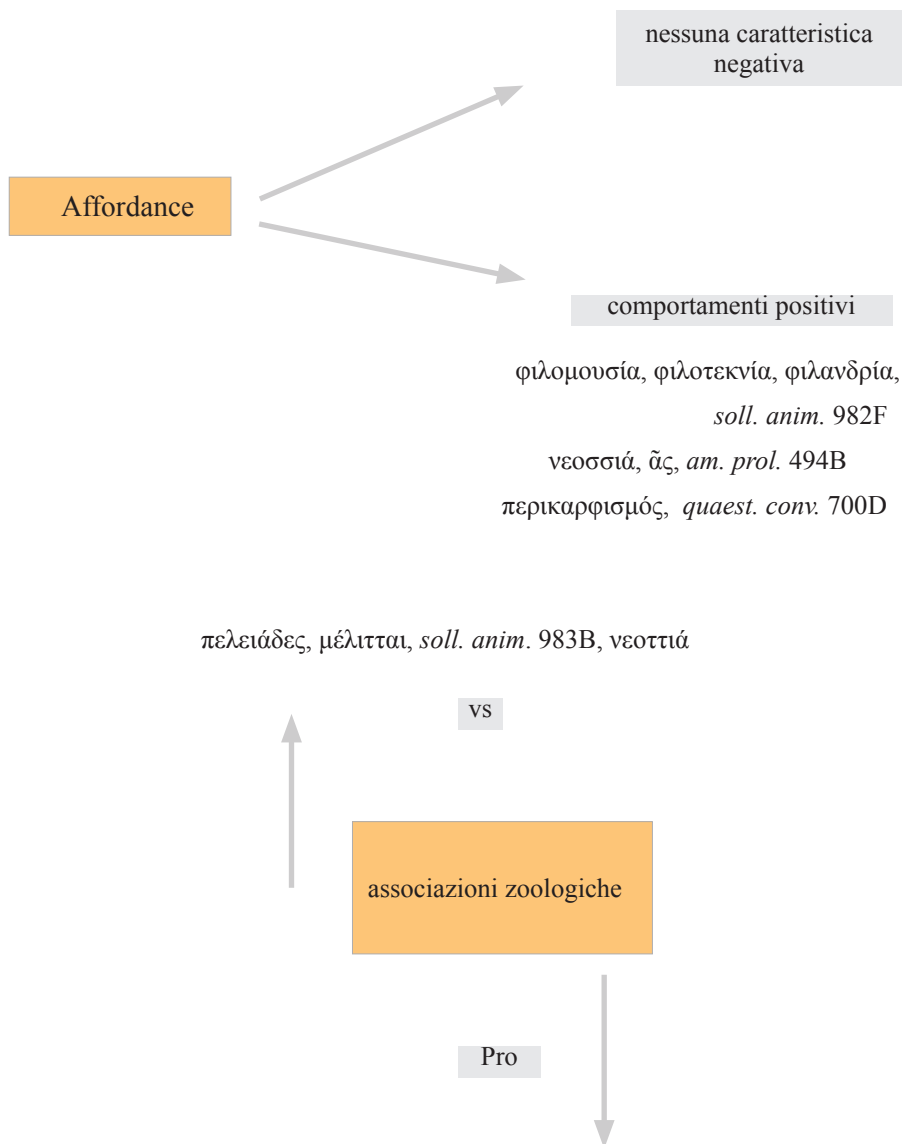 nessuna caratteristica
negativa
Affordance
comportamenti positivi
φιλομουσία, φιλοτεκνία, φιλανδρία,
soll. anim. 982F
νεοσσιά, ᾶς, am. prol. 494B
περικαρφισμός, quaest. conv. 700D
πελειάδες, μέλιτται, soll. anim. 983B, νεοττιά
vs
associazioni zoologiche
Pro